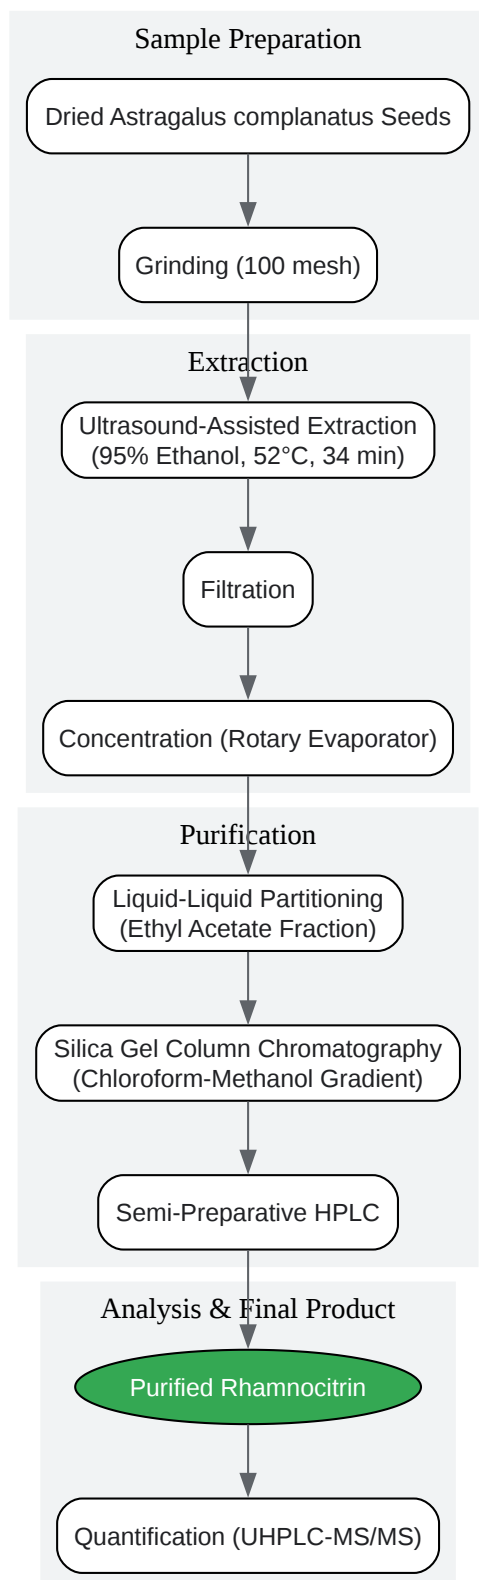 Sample Preparation
Dried Astragalus complanatus Seeds
Grinding (100 mesh)
Extraction
Ultrasound-Assisted Extraction
(95% Ethanol, 52°C, 34 min)
Filtration
Concentration (Rotary Evaporator)
Purification
Liquid-Liquid Partitioning
(Ethyl Acetate Fraction)
Silica Gel Column Chromatography
(Chloroform-Methanol Gradient)
Semi-Preparative HPLC
Analysis & Final Product
Purified Rhamnocitrin
Quantification (UHPLC-MS/MS)